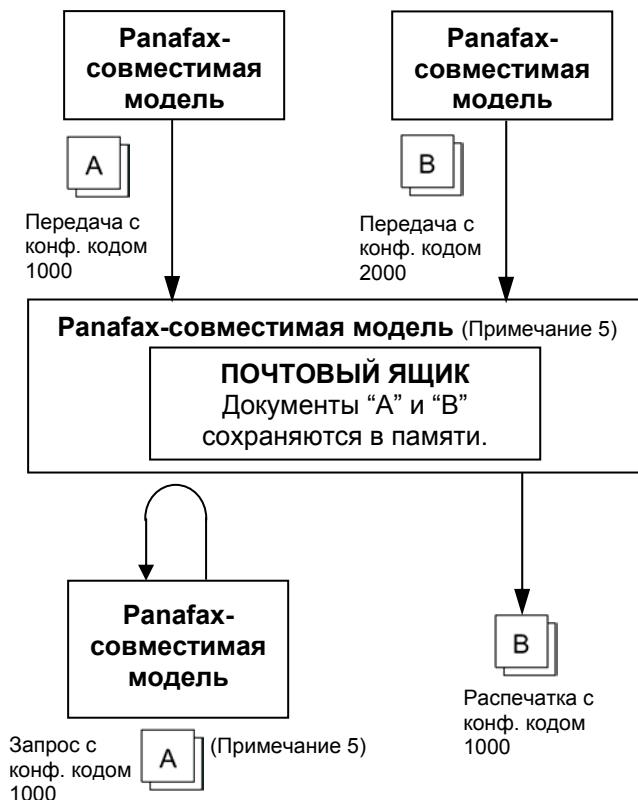 Panafax-
совместимая
модель
Panafax-
совместимая
модель
A
Передача с
конф. кодом
1000
B
Передача с
конф. кодом
2000
Panafax-совместимая модель (Примечание 5)
ПОЧТОВЫЙ ЯЩИК
Документы “A” и “B”
сохраняются в памяти.
Panafax-
совместимая
модель
Запрос с
конф. кодом
1000
A
(Примечание 5)
B
Распечатка с
конф. кодом
1000